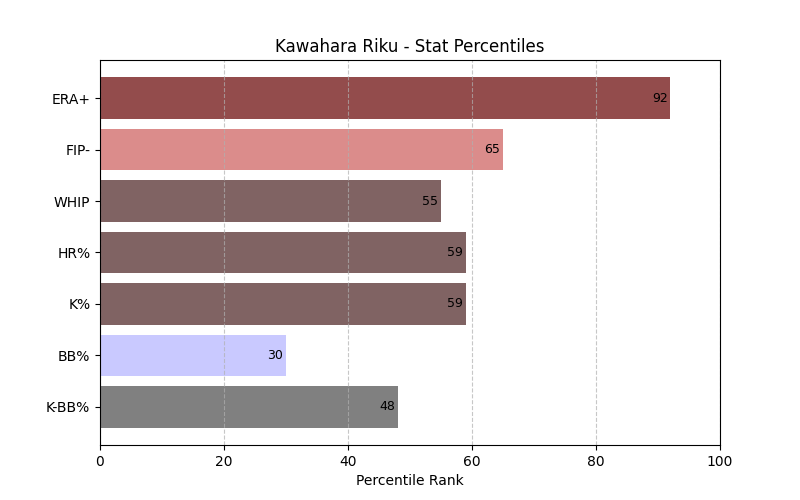 Kawahara Riku - Stat Percentiles
ERA+ 92
FIP- 65
WHIP 55
HR% 59
K% 59
BB% 30
K-BB% 48
0 20 40 60 80 100
Percentile Rank